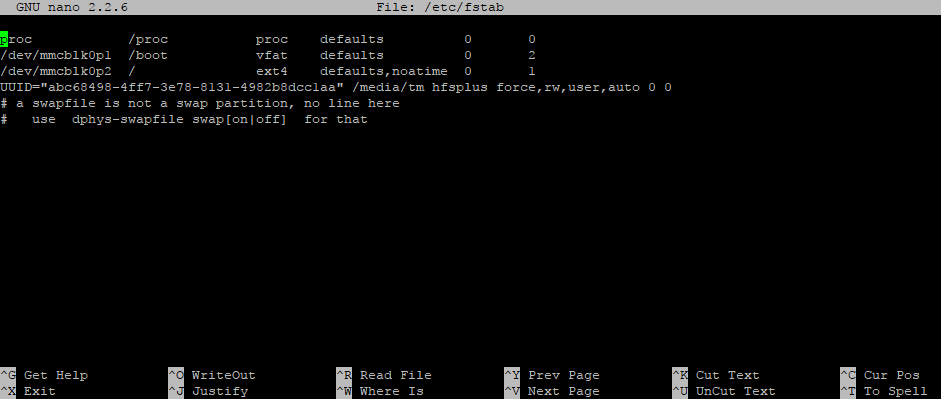 GNU nano 2.2.6 File: /etc/fstab
proc /proc proc defaults 0 0
/dev/mmcblk0p1 /boot vfat defaults 0 2
/dev/mmcblk0p2 / ext4 defaults,noatime 0 1
UUID="abc68498-4ff7-3e78-8131-4982b8dcc1aa" /media/tm hfsplus force,rw,user,auto 0 0
# a swapfile is not a swap partition, no line here
#   use  dphys-swapfile swap[on|off]  for that
^G Get Help ^O WriteOut ^R Read File ^Y Prev Page ^K Cut Text ^C Cur Pos
^X Exit ^J Justify ^W Where Is ^V Next Page ^U UnCut Text ^T To Spell